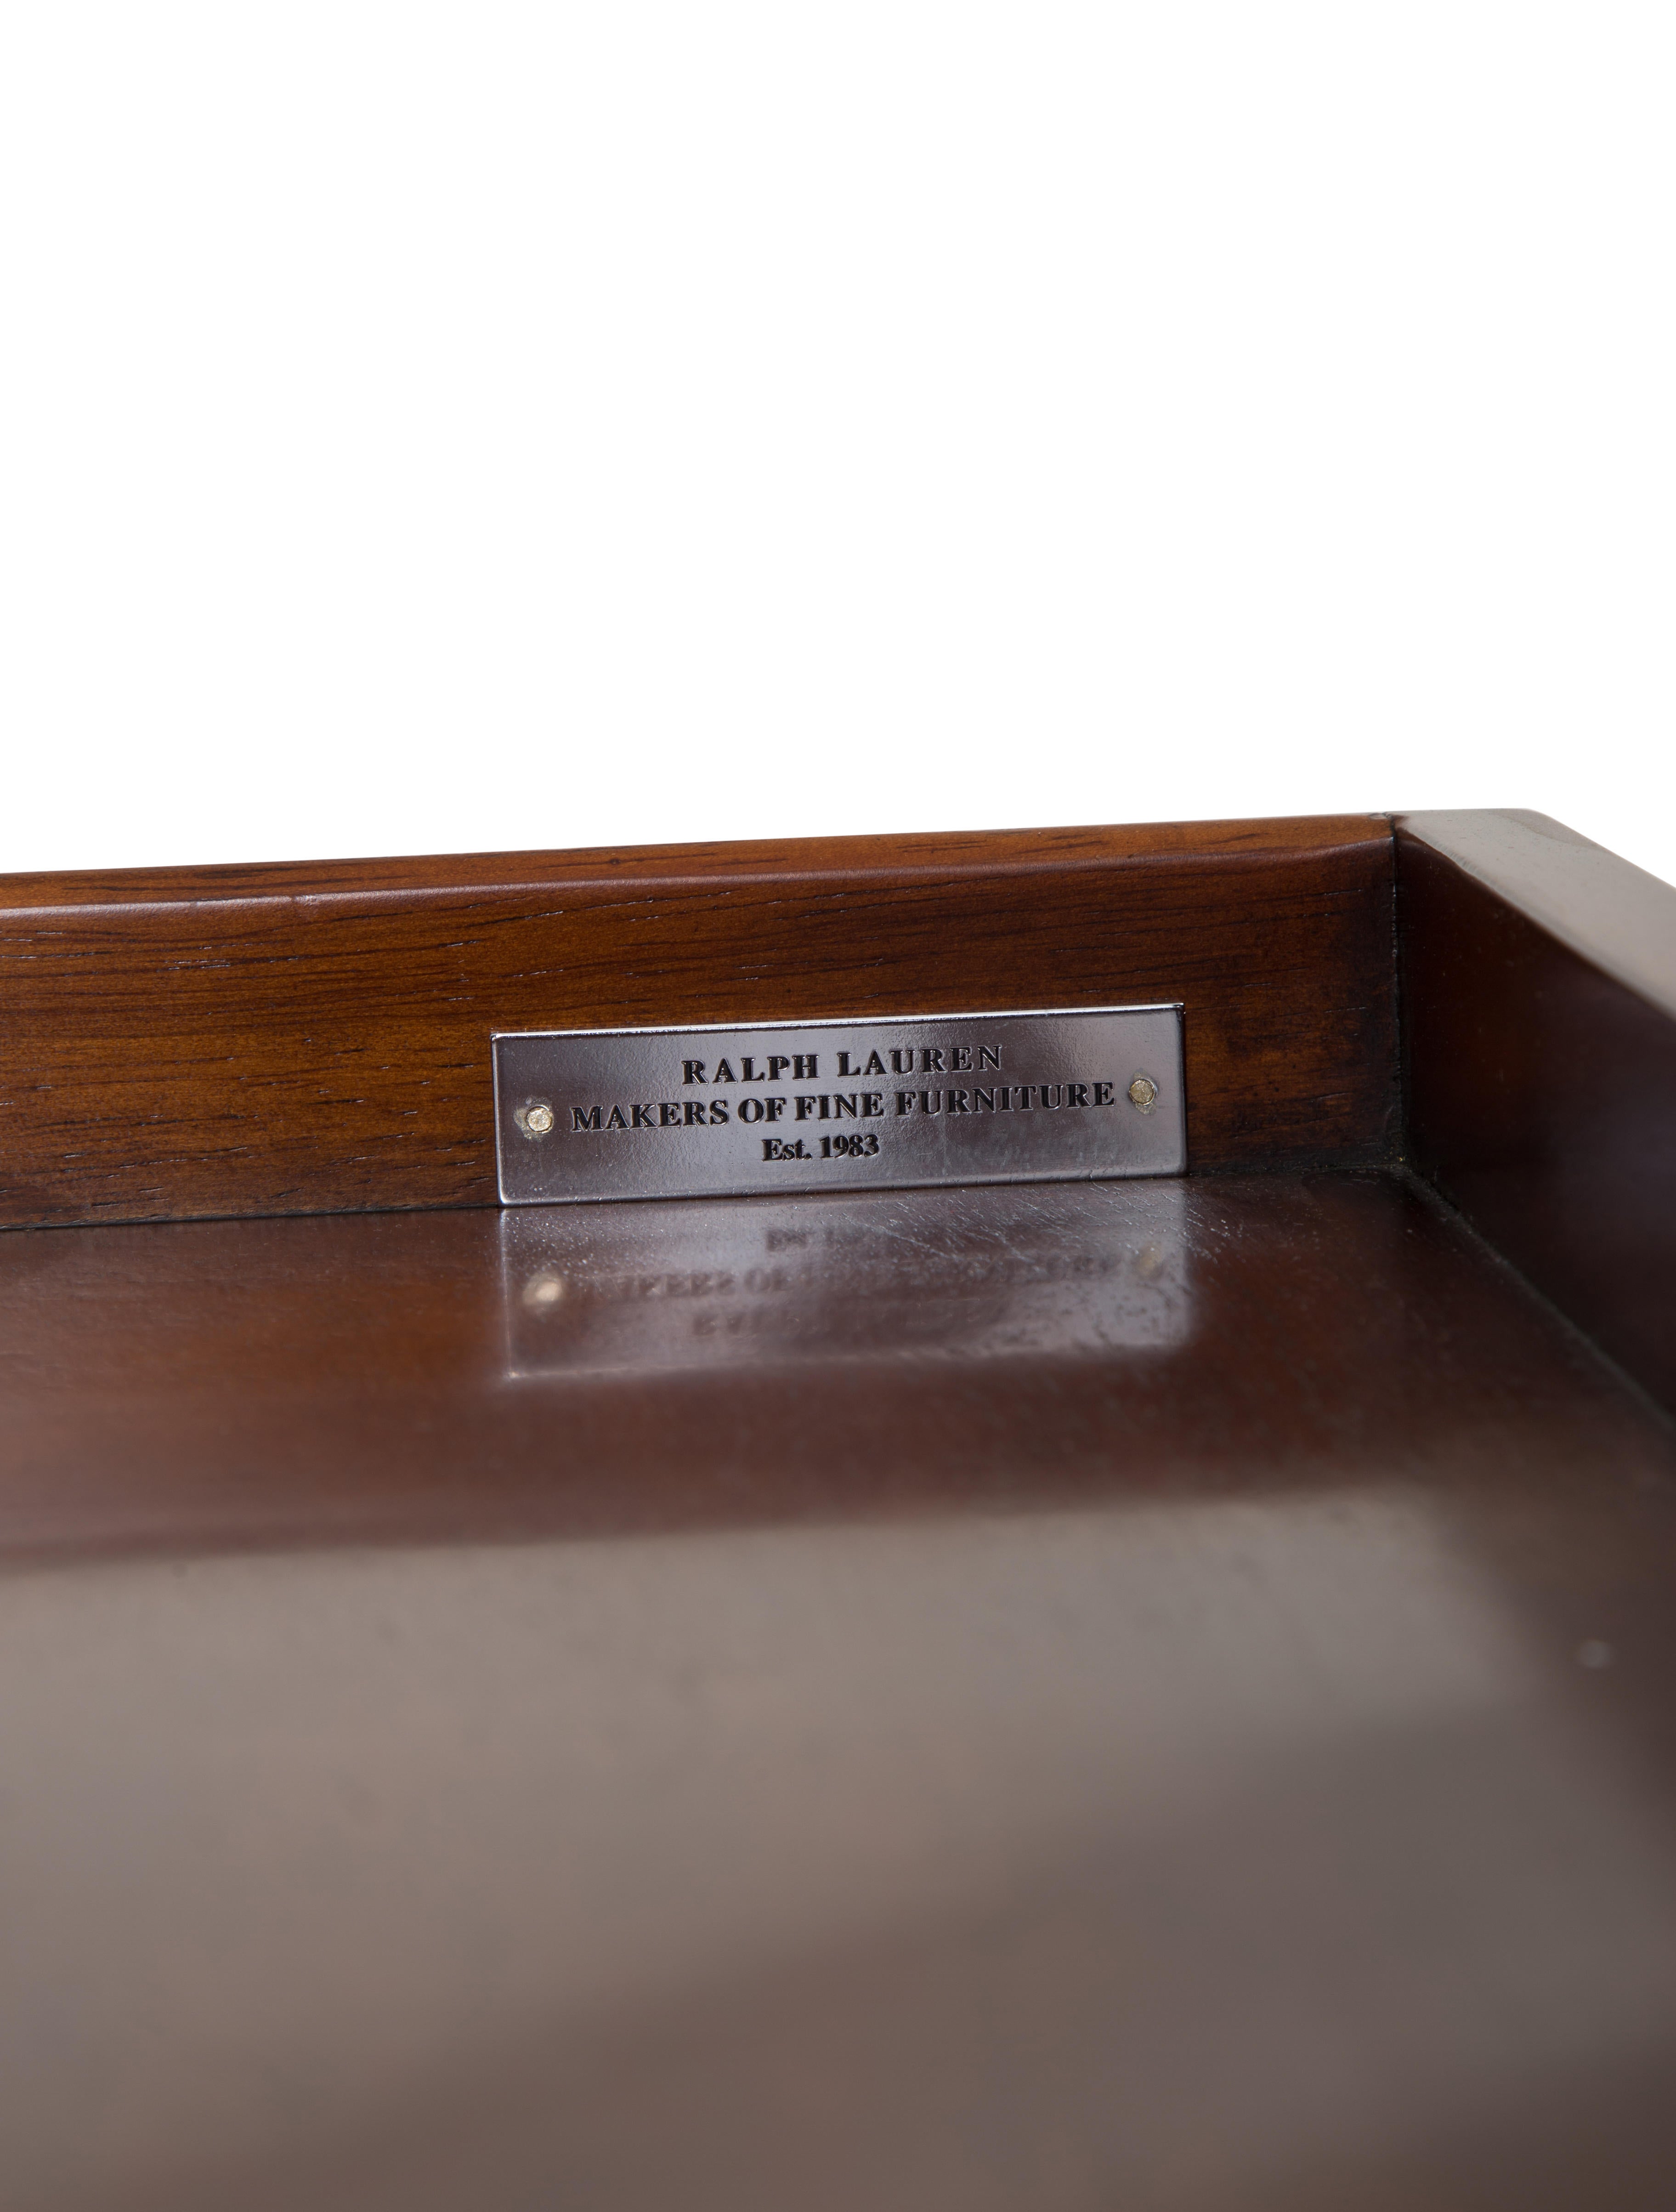 RALPH LAUREN
MAKERS OF FINE FURNITURE
Est. 1983